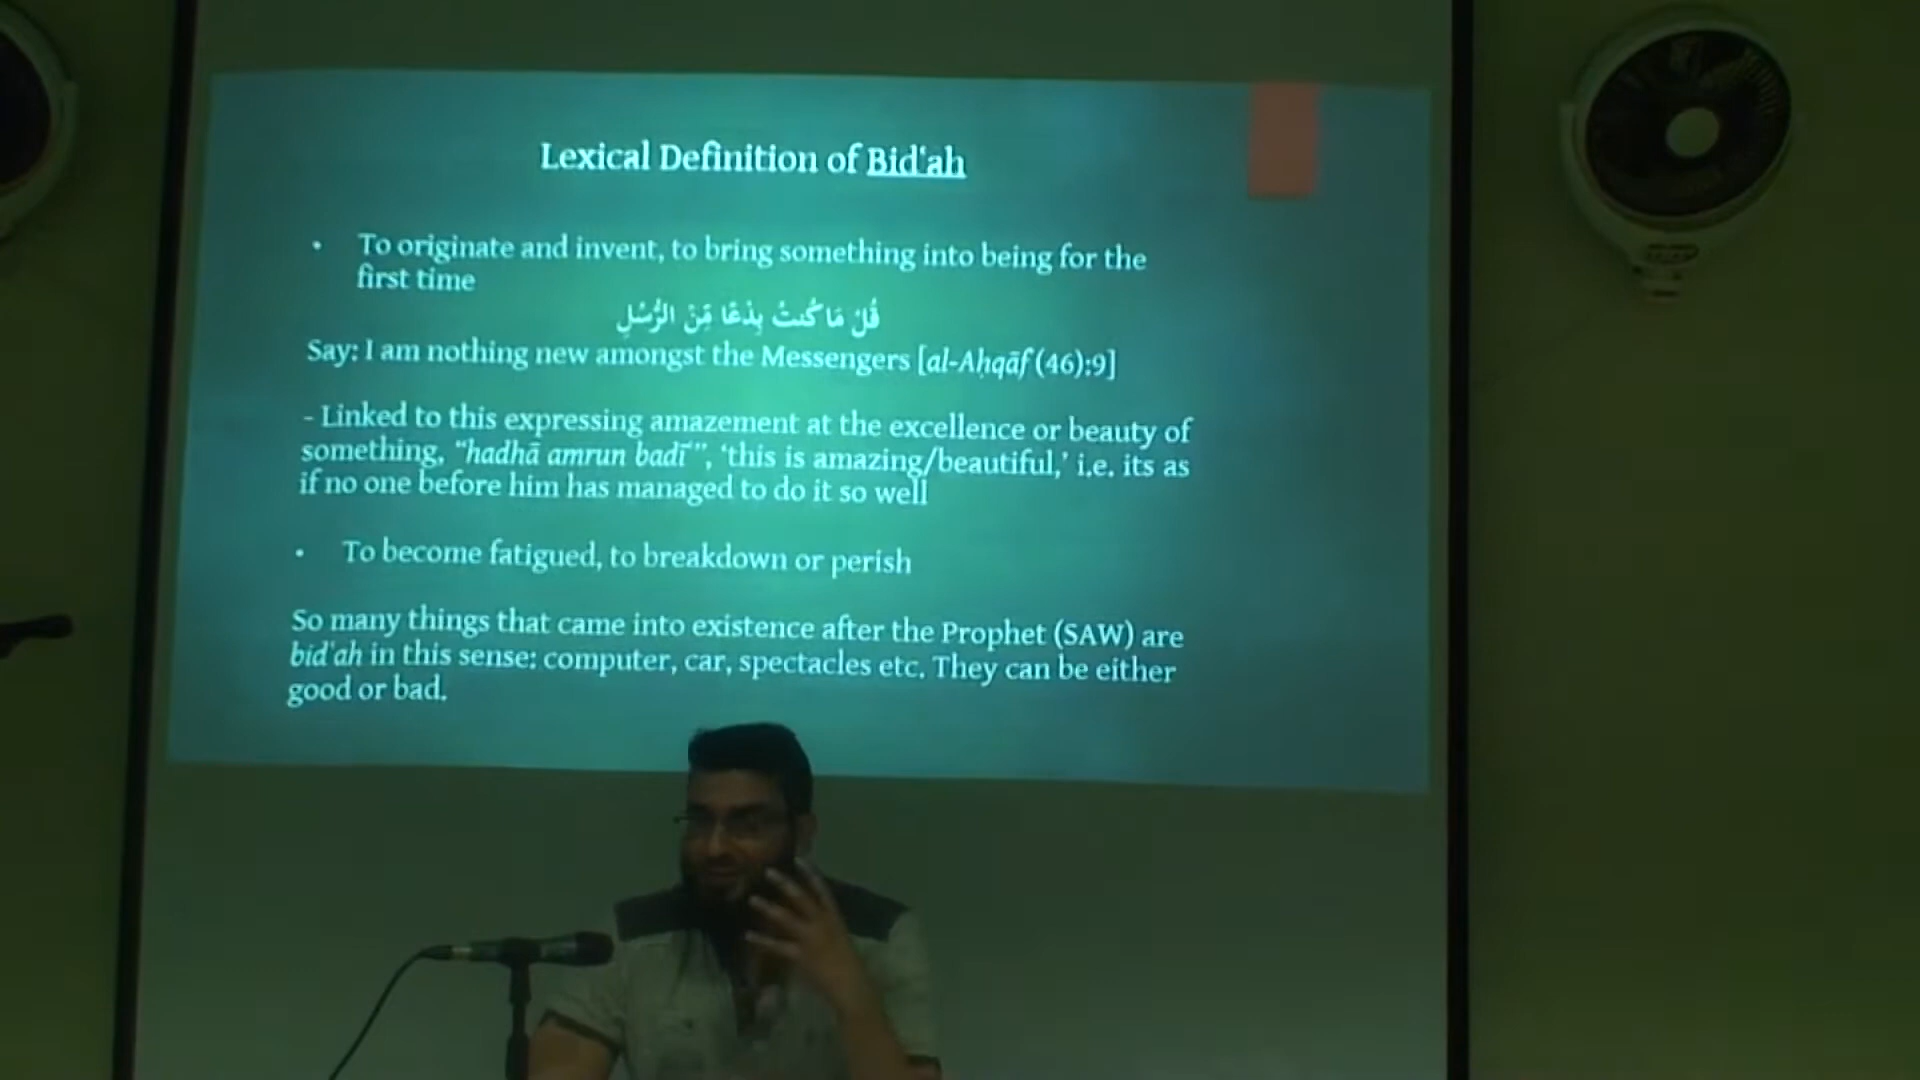 Lexical Definition of Bid'ah
• To originate and invent, to bring something into being for the
first time
قُلْ مَا كُنتُ بِدْعًا مِّنَ الرُّسُلِ
Say: I am nothing new amongst the Messengers [al-Aḥqāf (46):9]
- Linked to this expressing amazement at the excellence or beauty of
something, “hadhā amrun badī'”, ‘this is amazing/beautiful,’ i.e. its as
if no one before him has managed to do it so well
• To become fatigued, to breakdown or perish
So many things that came into existence after the Prophet (SAW) are
bid'ah in this sense: computer, car, spectacles etc. They can be either
good or bad.